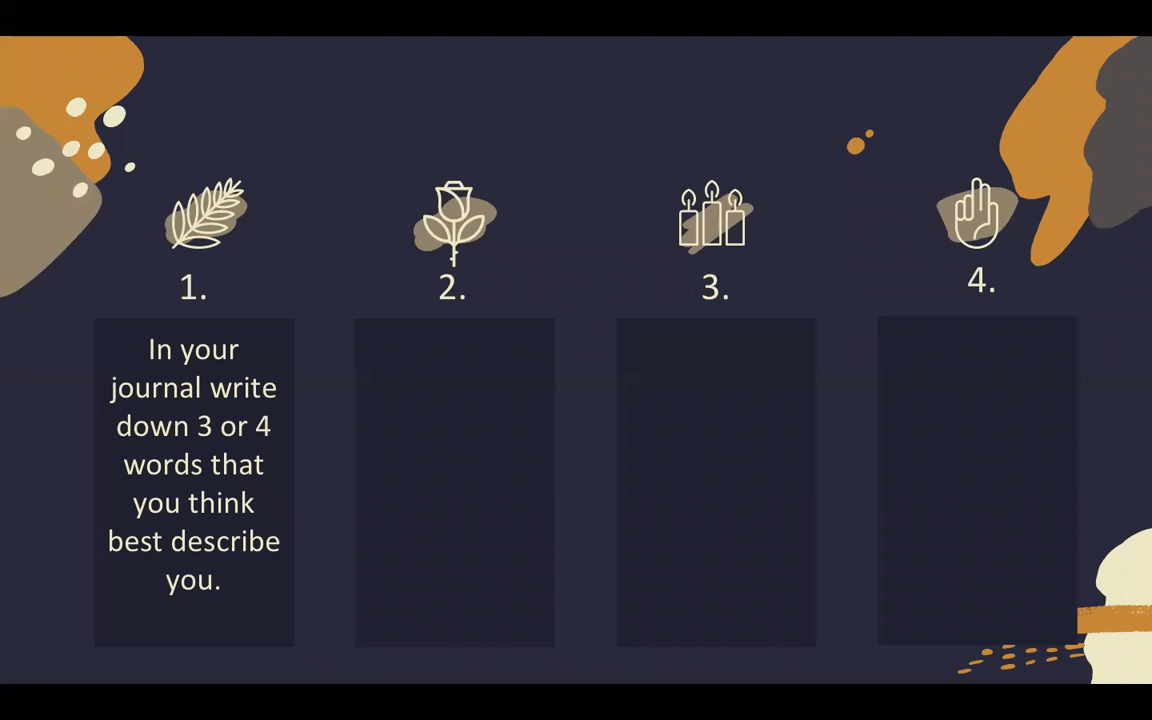 1.
2.
3.
4.
In your
journal write
down 3 or 4
words that
you think
best describe
you.